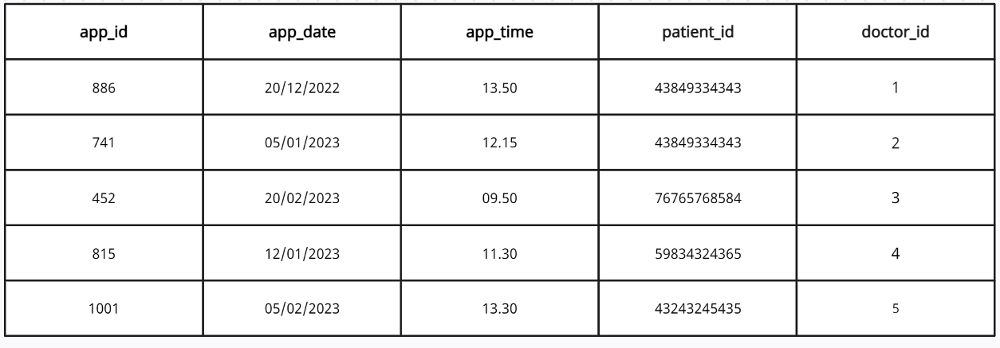 app_id app_date app_time patient_id doctor_id
886 20/12/2022 13.50 43849334343 1
741 05/01/2023 12.15 43849334343 2
452 20/02/2023 09.50 76765768584 3
815 12/01/2023 11.30 59834324365 4
1001 05/02/2023 13.30 43243245435 5